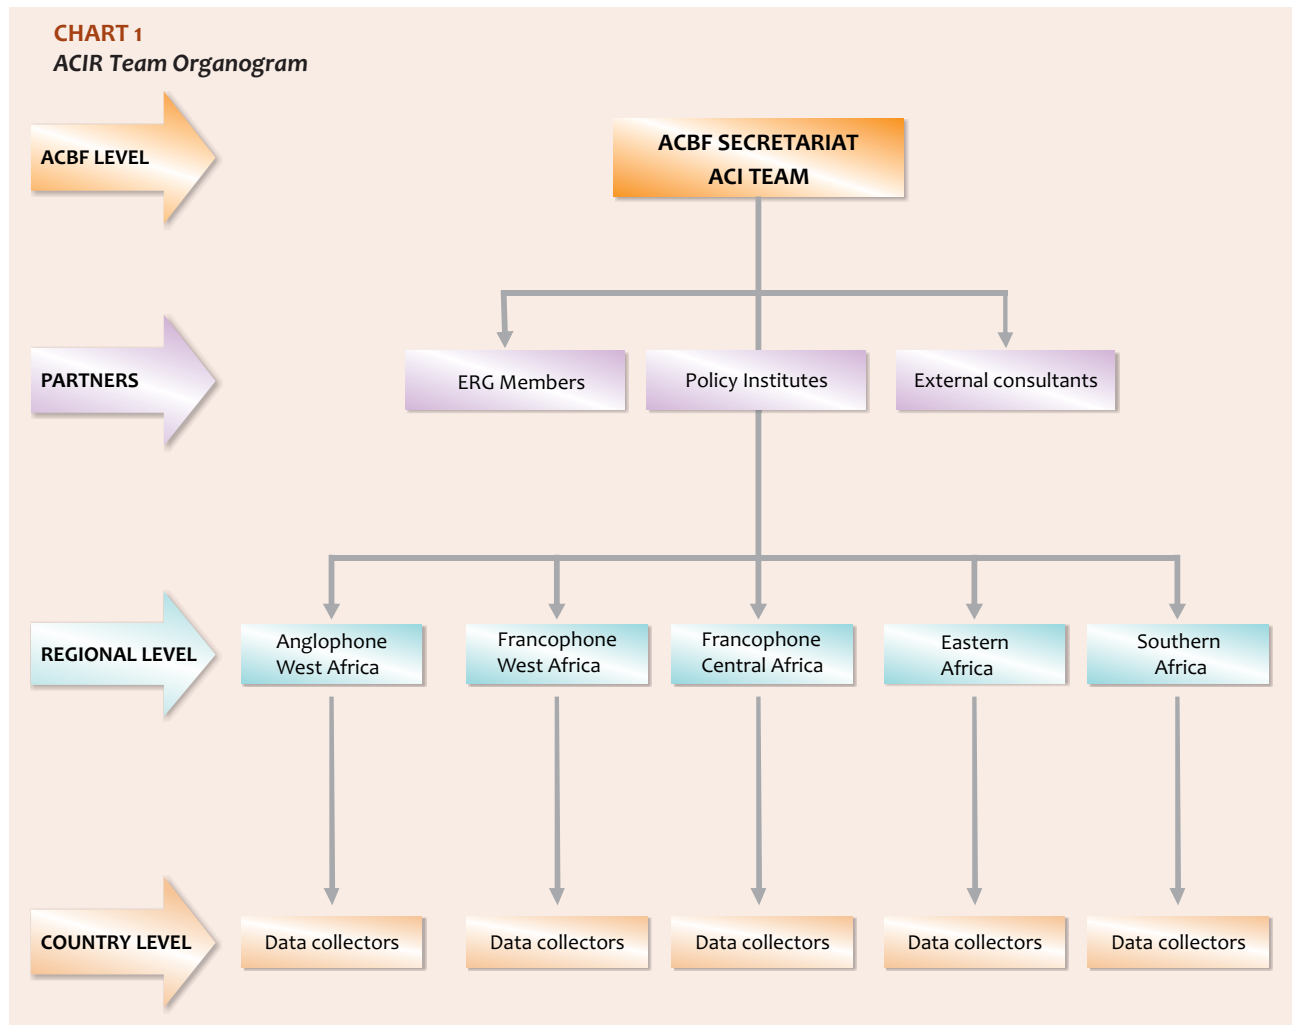 CHART 1
ACIR Team Organogram
ACBF LEVEL
ACBF SECRETARIAT
ACI TEAM
PARTNERS
ERG Members
Policy Institutes
External consultants
REGIONAL LEVEL
Anglophone
West Africa
Francophone
West Africa
Francophone
Central Africa
Eastern
Africa
Southern
Africa
COUNTRY LEVEL
Data collectors
Data collectors
Data collectors
Data collectors
Data collectors